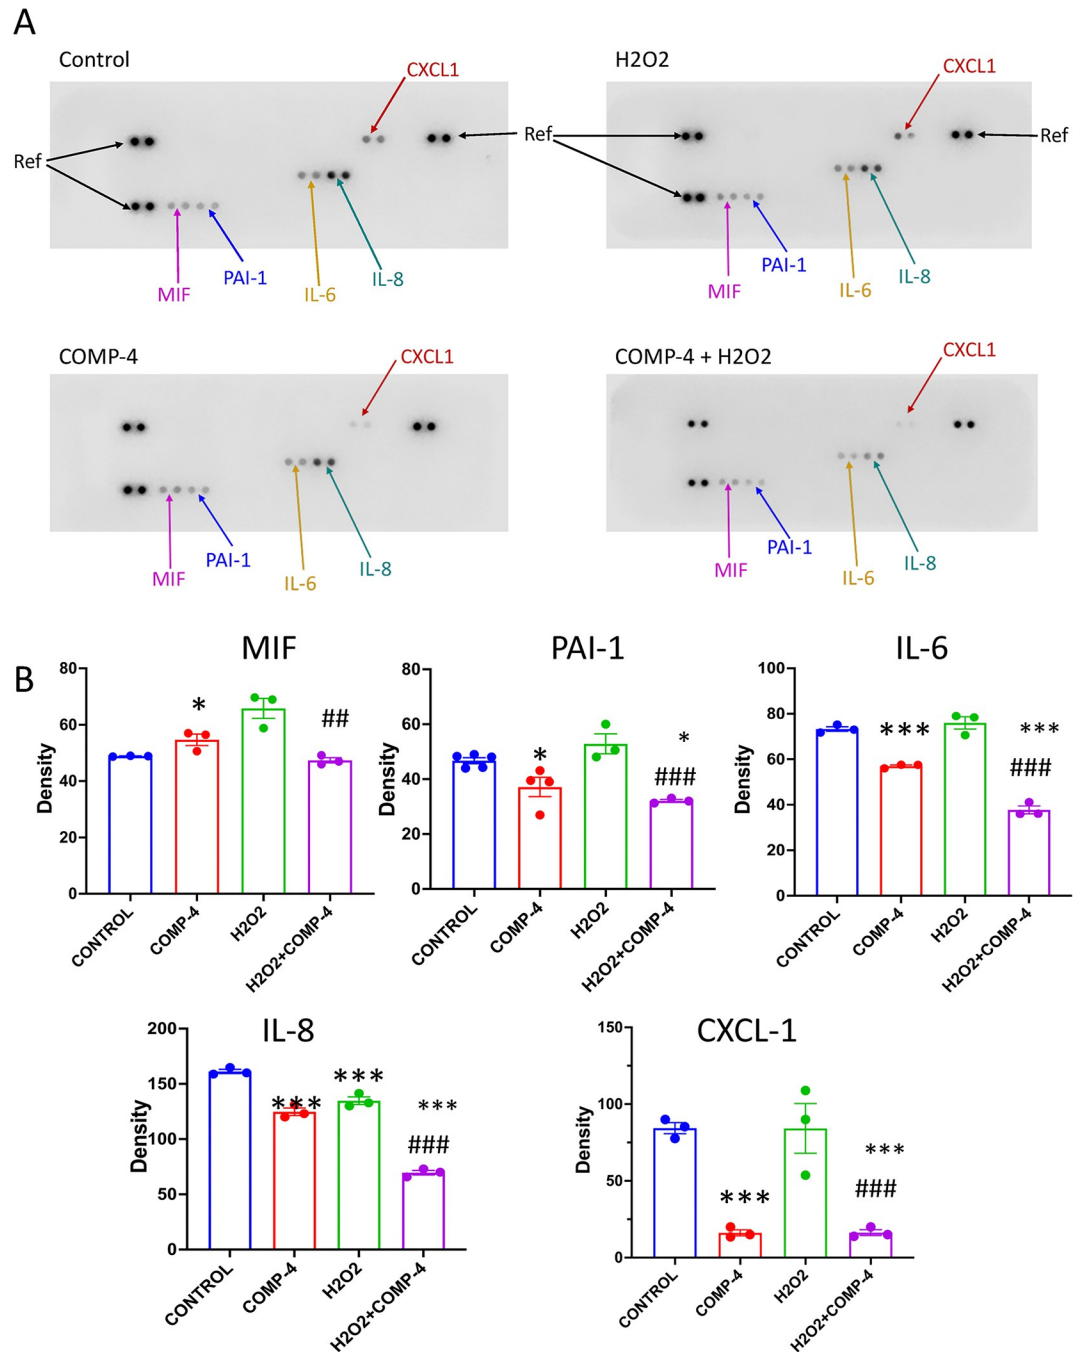 A
Control
CXCL1
H2O2
CXCL1
Ref
Ref
Ref
MIF
PAI-1
IL-6
IL-8
MIF
PAI-1
IL-6
IL-8
COMP-4
CXCL1
COMP-4 + H2O2
CXCL1
MIF
PAI-1
IL-6
IL-8
MIF
PAI-1
IL-6
IL-8
B
MIF
Density
80
60
40
20
0
*
##
CONTROL
COMP-4
H2O2
H2O2+COMP-4
PAI-1
Density
80
60
40
20
0
*
*
###
CONTROL
COMP-4
H2O2
H2O2+COMP-4
IL-6
Density
100
80
60
40
20
0
***
***
###
CONTROL
COMP-4
H2O2
H2O2+COMP-4
IL-8
Density
200
150
100
50
0
***
***
***
###
CONTROL
COMP-4
H2O2
H2O2+COMP-4
CXCL-1
Density
150
100
50
0
***
***
###
CONTROL
COMP-4
H2O2
H2O2+COMP-4